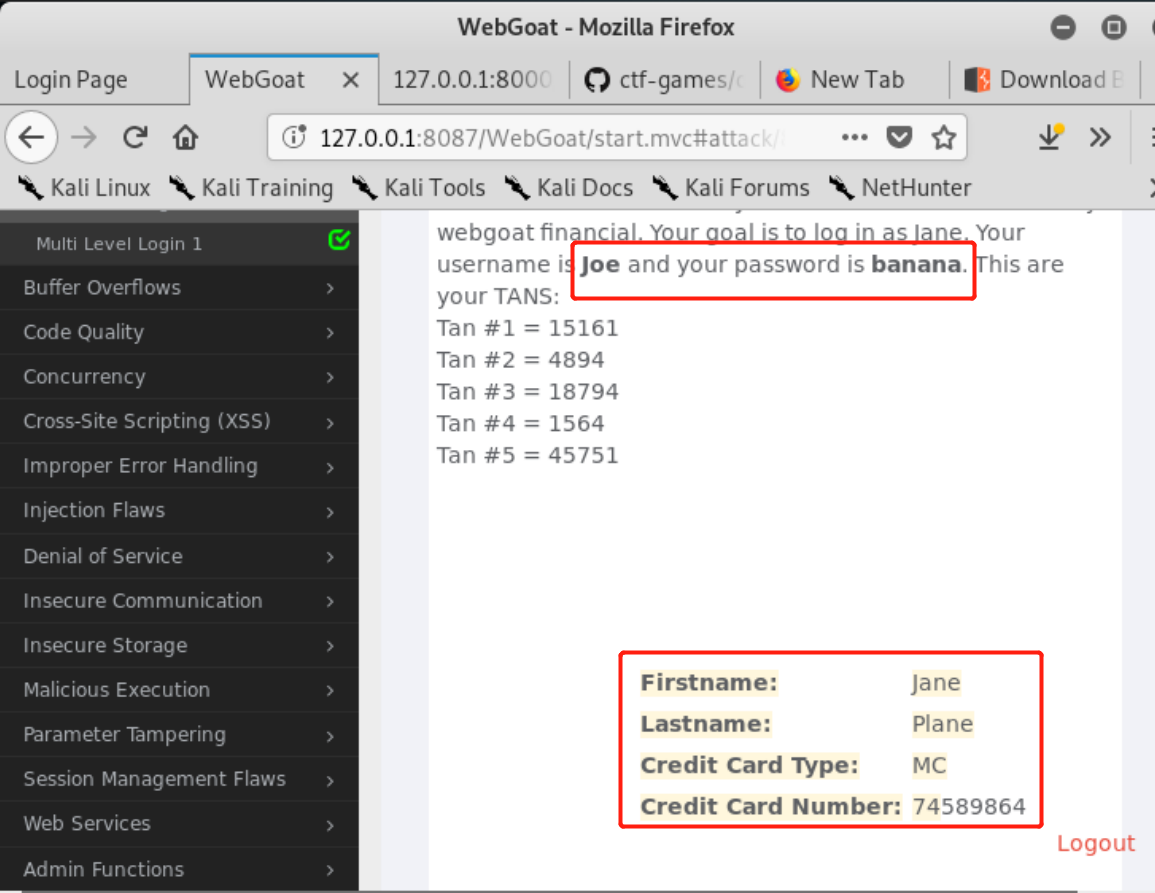 WebGoat - Mozilla Firefox
Login Page WebGoat 127.0.0.1:8000 ctf-games/ New Tab Download
127.0.0.1:8087/WebGoat/start.mvc#attack/
Kali Linux Kali Training Kali Tools Kali Docs Kali Forums NetHunter
Multi Level Login 1
Buffer Overflows
Code Quality
Concurrency
Cross-Site Scripting (XSS)
Improper Error Handling
Injection Flaws
Denial of Service
Insecure Communication
Insecure Storage
Malicious Execution
Parameter Tampering
Session Management Flaws
Web Services
Admin Functions
webgoat financial. Your goal is to log in as Jane. Your
username is Joe and your password is banana. This are
your TANS:
Tan #1 = 15161
Tan #2 = 4894
Tan #3 = 18794
Tan #4 = 1564
Tan #5 = 45751
Firstname: Jane
Lastname: Plane
Credit Card Type: MC
Credit Card Number: 74589864
Logout